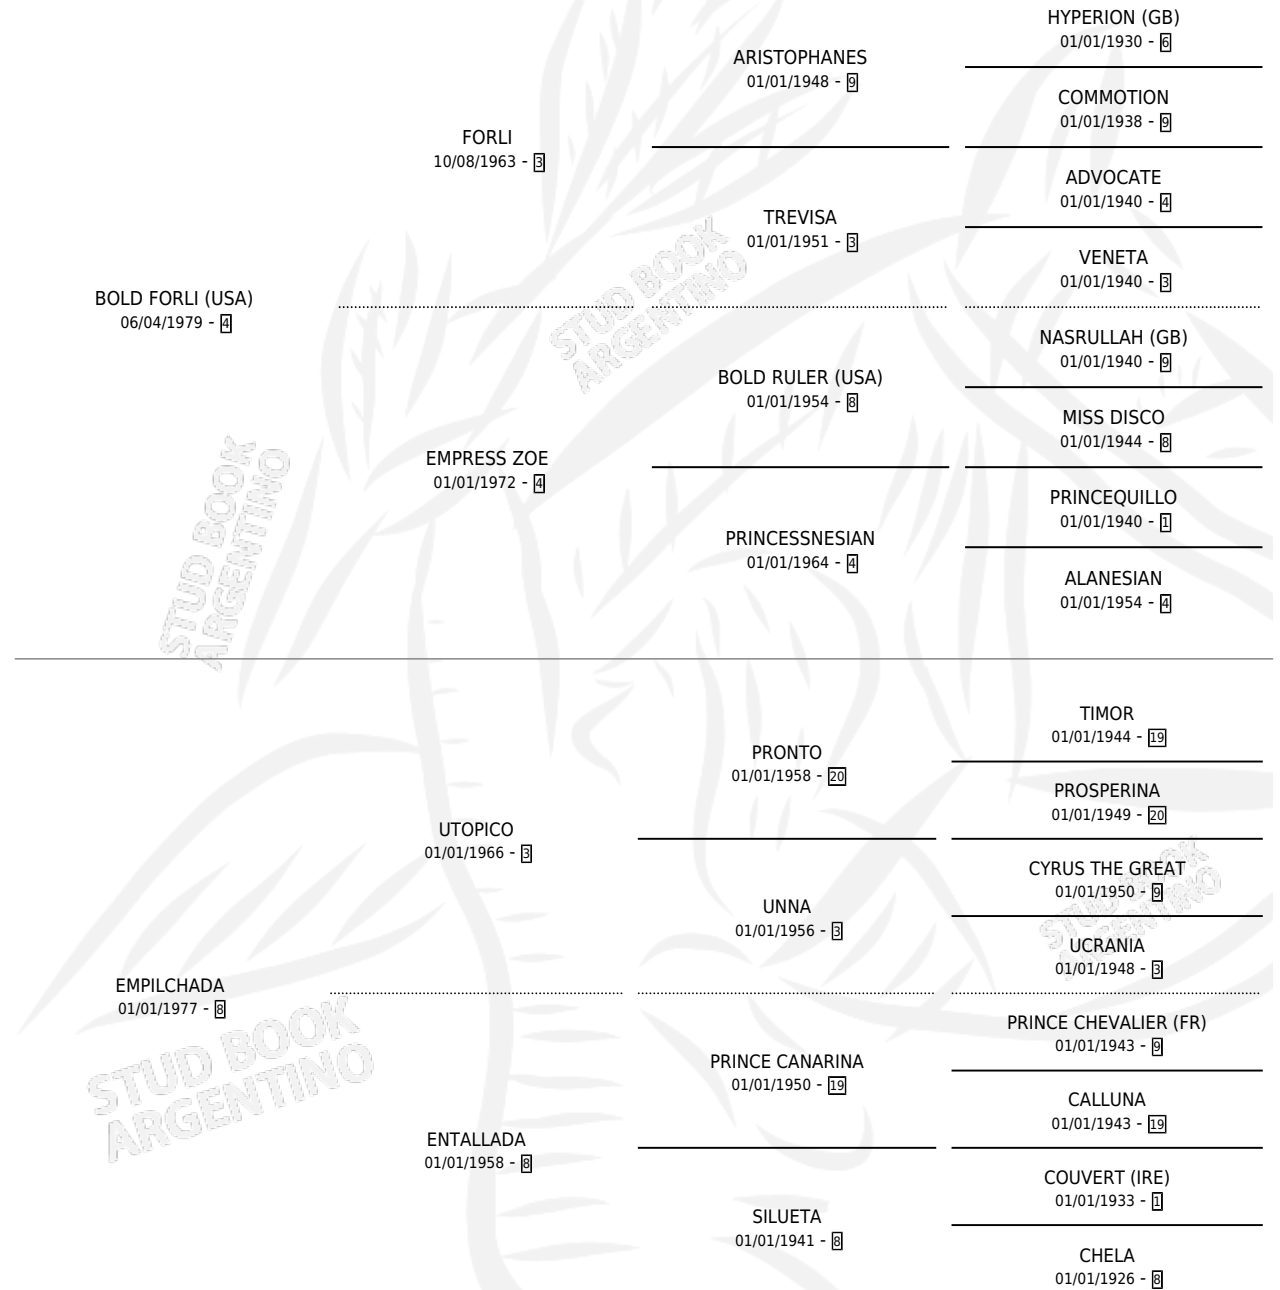 HYPERION (GB)
01/01/1930 - 6
ARISTOPHANES
01/01/1948 - 9
COMMOTION
01/01/1938 - 9
FORLI
10/08/1963 - 3
ADVOCATE
01/01/1940 - 4
TREVISA
01/01/1951 - 3
VENETA
01/01/1940 - 3
BOLD FORLI (USA)
06/04/1979 - 4
NASRULLAH (GB)
01/01/1940 - 9
BOLD RULER (USA)
01/01/1954 - 8
MISS DISCO
01/01/1944 - 8
EMPRESS ZOE
01/01/1972 - 4
PRINCEQUILLO
01/01/1940 - 1
PRINCESSNESIAN
01/01/1964 - 4
ALANESIAN
01/01/1954 - 4
TIMOR
01/01/1944 - 19
PRONTO
01/01/1958 - 20
PROSPERINA
01/01/1949 - 20
UTOPICO
01/01/1966 - 3
CYRUS THE GREAT
01/01/1950 - 9
UNNA
01/01/1956 - 3
UCRANIA
01/01/1948 - 3
EMPILCHADA
01/01/1977 - 8
PRINCE CHEVALIER (FR)
01/01/1943 - 9
PRINCE CANARINA
01/01/1950 - 19
CALLUNA
01/01/1943 - 19
ENTALLADA
01/01/1958 - 8
COUVERT (IRE)
01/01/1933 - 1
SILUETA
01/01/1941 - 8
CHELA
01/01/1926 - 8
STUD BOOK
ARGENTINO
STUD BOOK
ARGENTINO
STUD BOOK
ARGENTINO
STUD BOOK
ARGENTINO